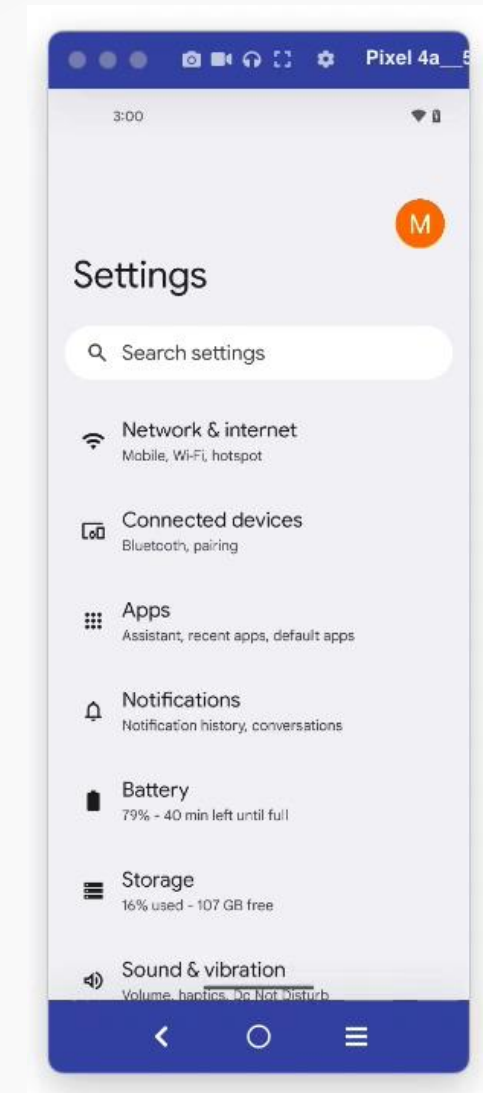 Pixel 4a__5
3:00
M
Settings
Search settings
Network & internet
Mobile, Wi-Fi, hotspot
Connected devices
Bluetooth, pairing
Apps
Assistant, recent apps, default apps
Notifications
Notification history, conversations
Battery
79% - 40 min left until full
Storage
16% used - 107 GB free
Sound & vibration
Volume, haptics, Do Not Disturb